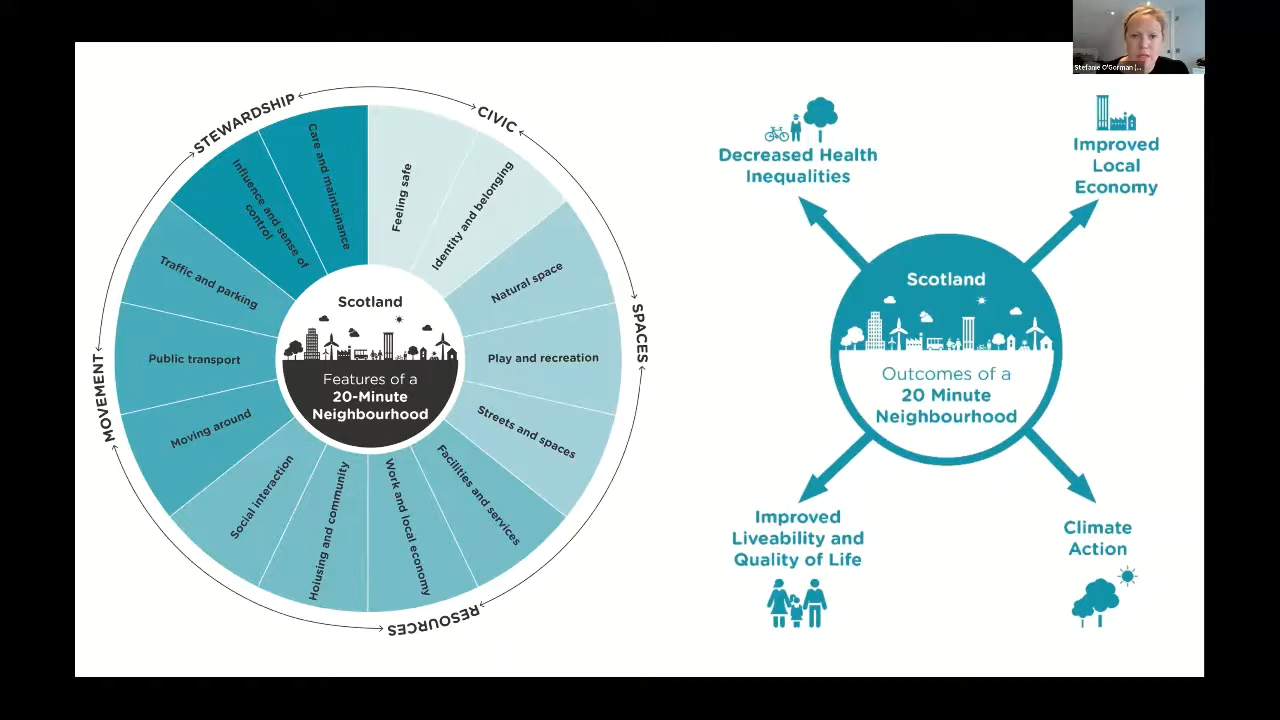 Stefanie O'Gorman (...
STEWARDSHIP
CIVIC
SPACES
RESOURCES
MOVEMENT
Care and maintainance
Feeling safe
Identity and belonging
Natural space
Play and recreation
Streets and spaces
Facilities and services
Work and local economy
Hoiusing and community
Social interaction
Moving around
Public transport
Traffic and parking
Influence and sense of
control
Scotland
Features of a
20-Minute
Neighbourhood
Decreased Health
Inequalities
Improved
Local
Economy
Scotland
Outcomes of a
20 Minute
Neighbourhood
Improved
Liveability and
Quality of Life
Climate
Action